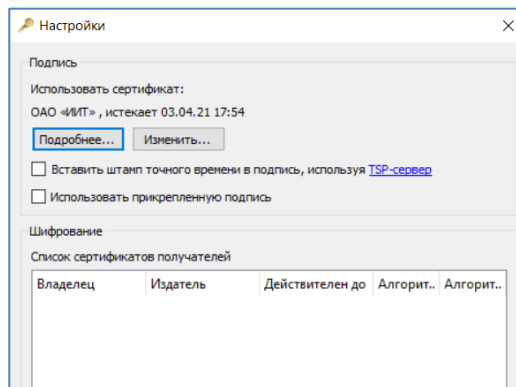 Настройки
Подпись
Использовать сертификат:
ОАО «ИИТ» , истекает 03.04.21 17:54
Подробнее... Изменить...
Вставить штамп точного времени в подпись, используя TSP-сервер
Использовать прикрепленную подпись
Шифрование
Список сертификатов получателей
Владелец Издатель Действителен до Алгорит.. Алгорит..